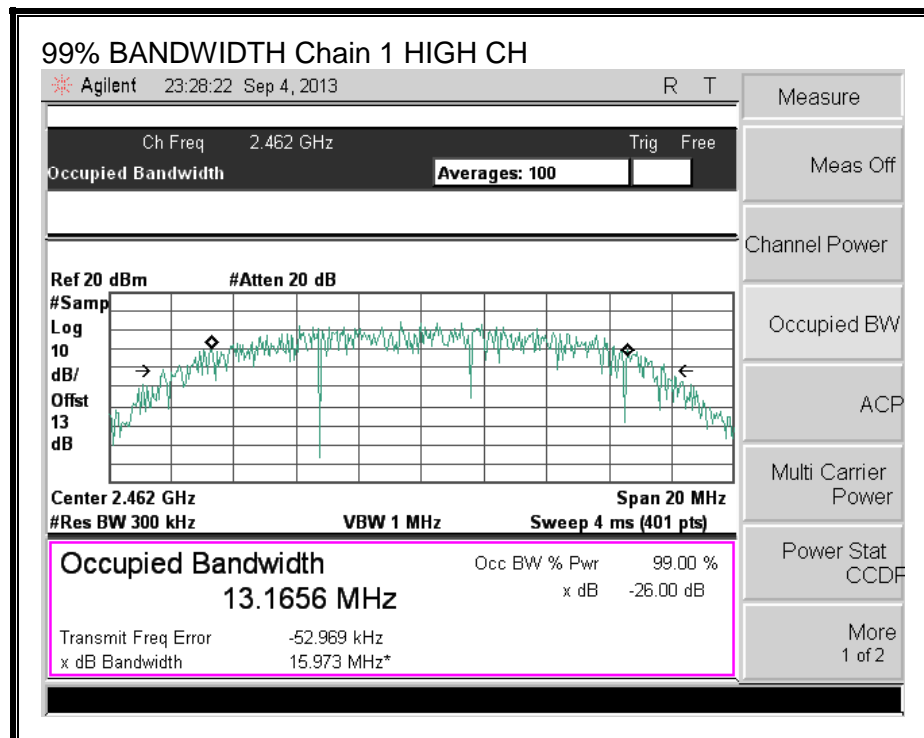 99% BANDWIDTH Chain 1 HIGH CH
Agilent 23:28:22 Sep 4, 2013 R T
Measure
Ch Freq 2.462 GHz Trig Free
Occupied Bandwidth Averages: 100
Meas Off
Channel Power
Ref 20 dBm #Atten 20 dB
#Samp
Log
10
dB/
Offst
13
dB
Occupied BW
ACP
Center 2.462 GHz Span 20 MHz
#Res BW 300 kHz VBW 1 MHz Sweep 4 ms (401 pts)
Multi Carrier
Power
Occupied Bandwidth Occ BW % Pwr 99.00 %
13.1656 MHz x dB -26.00 dB
Power Stat
CCDF
Transmit Freq Error -52.969 kHz
x dB Bandwidth 15.973 MHz*
More
1 of 2